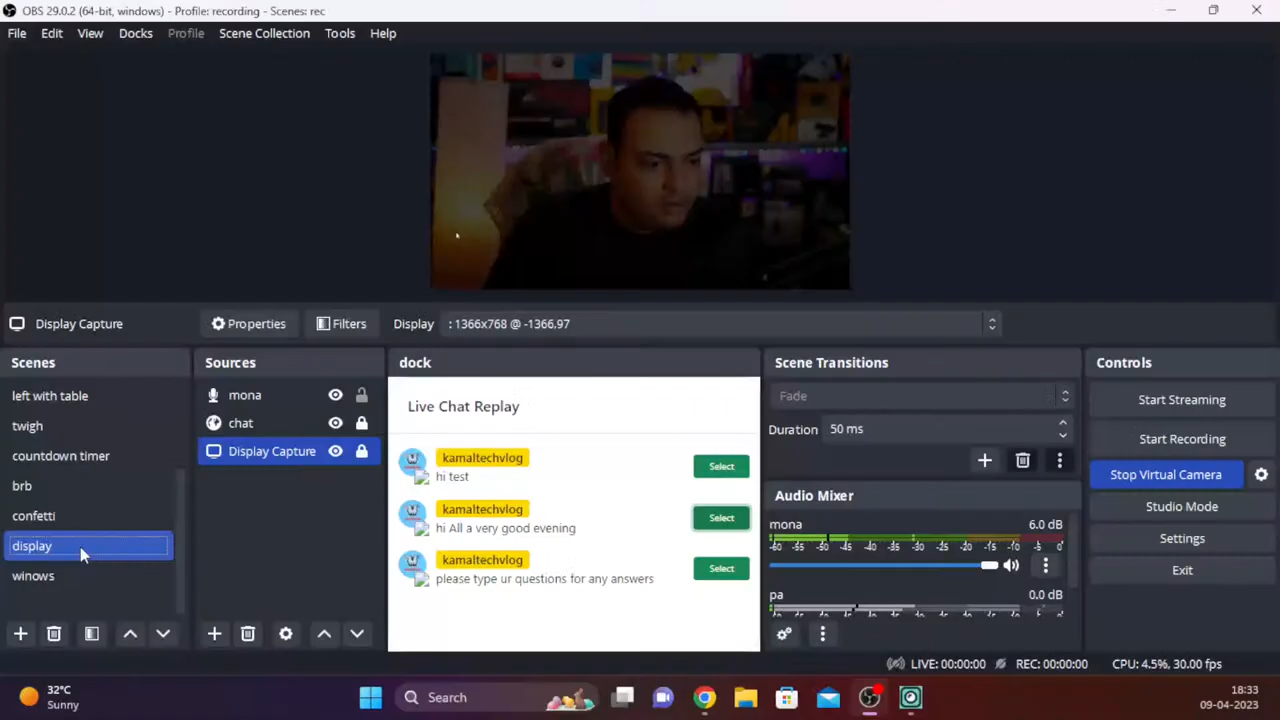 OBS 29.0.2 (64-bit, windows) - Profile: recording - Scenes: rec
File Edit View Docks Profile Scene Collection Tools Help
Display Capture Properties Filters Display : 1366x768 @ -1366,97
Scenes
left with table
twigh
countdown timer
brb
confetti
display
winows
Sources
mona
chat
Display Capture
dock
Live Chat Replay
kamaltechvlog
hi test
Select
kamaltechvlog
hi All a very good evening
Select
kamaltechvlog
please type ur questions for any answers
Select
Scene Transitions
Fade
Duration 50 ms
Audio Mixer
mona 6.0 dB
-60 -55 -50 -45 -40 -35 -30 -25 -20 -15 -10 -5 0
pa 0.0 dB
Controls
Start Streaming
Start Recording
Stop Virtual Camera
Studio Mode
Settings
Exit
LIVE: 00:00:00 REC: 00:00:00 CPU: 4.5%, 30.00 fps
32°C
Sunny
Search
18:33
09-04-2023